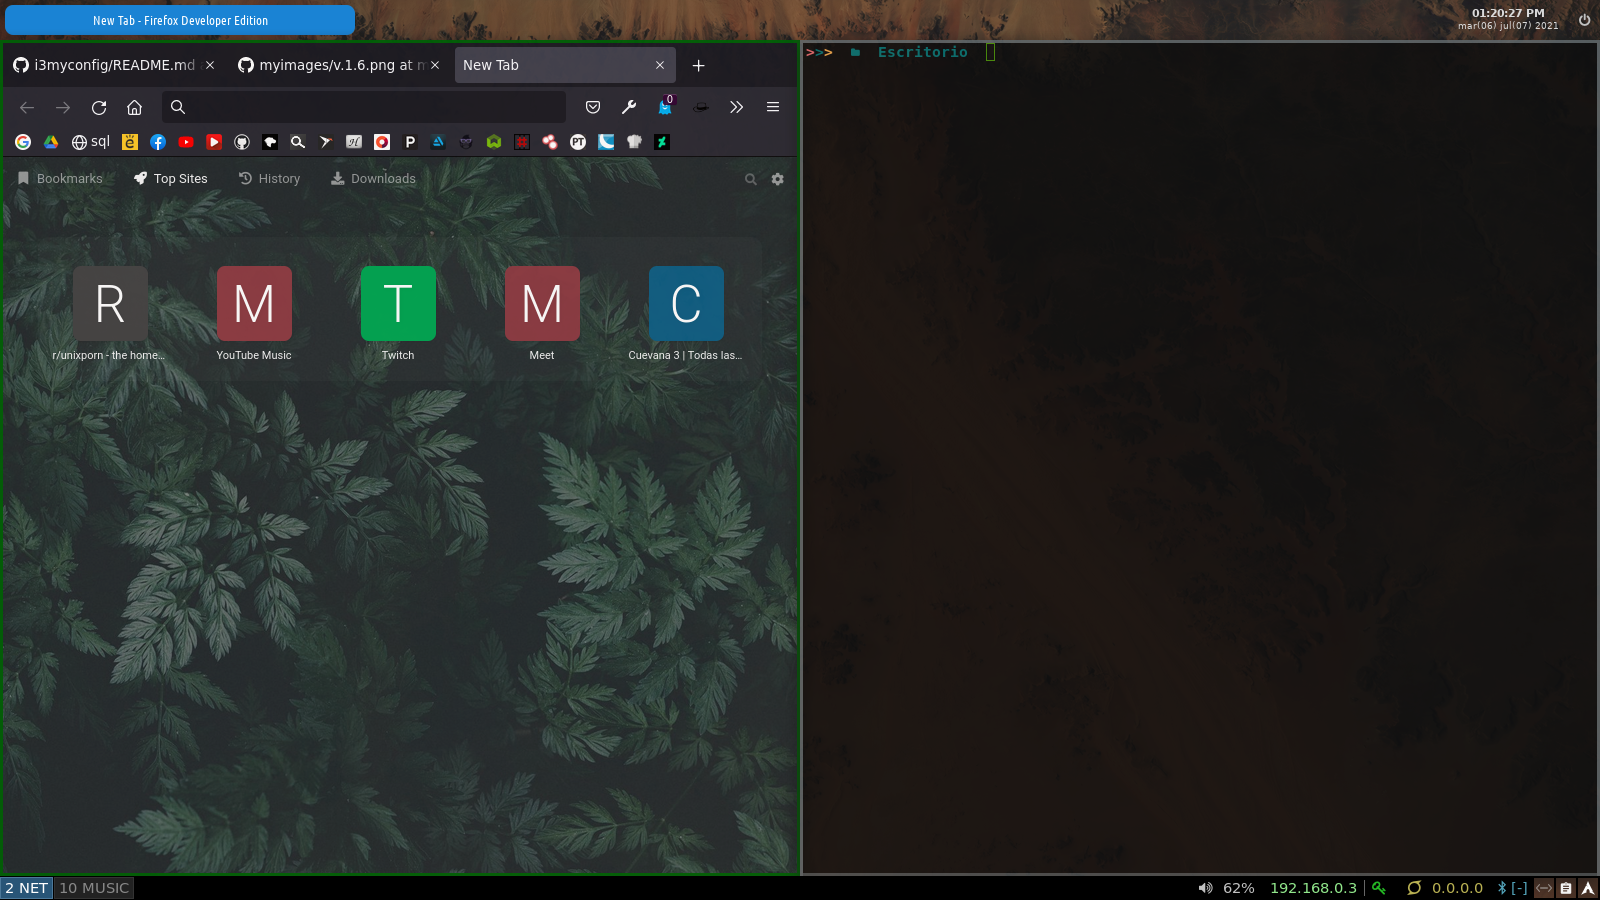 New Tab - Firefox Developer Edition
01:20:27 PM
mar(06) jul(07) 2021
i3myconfig/README.md
myimages/v.1.6.png at m
New Tab
0
sql
Bookmarks
Top Sites
History
Downloads
R
M
T
M
C
r/unixporn - the home...
YouTube Music
Twitch
Meet
Cuevana 3 | Todas las...
>>> Escritorio
2 NET
10 MUSIC
62%
192.168.0.3
0.0.0.0
[-]